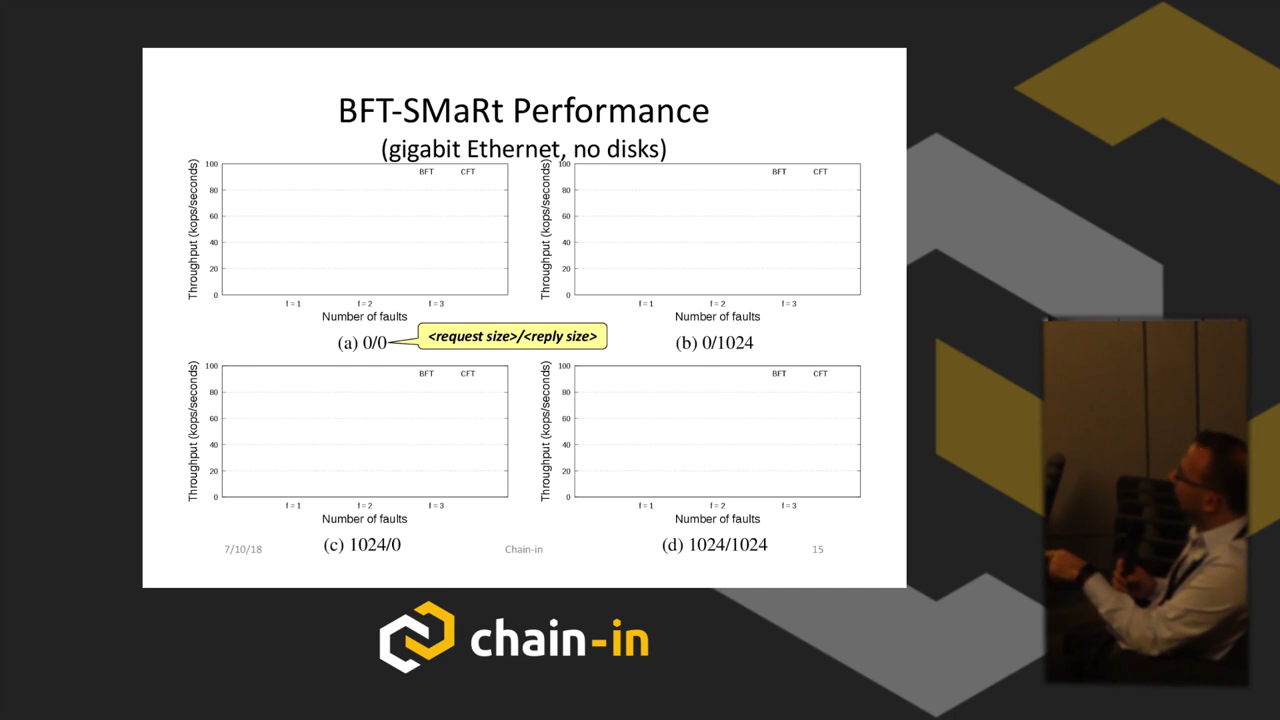 BFT-SMaRt Performance
(gigabit Ethernet, no disks)
Throughput (kops/seconds)
100
80
60
40
20
0
BFT CFT
f = 1 f = 2 f = 3
Number of faults
(a) 0/0
<request size>/<reply size>
Throughput (kops/seconds)
100
80
60
40
20
0
BFT CFT
f = 1 f = 2 f = 3
Number of faults
(b) 0/1024
Throughput (kops/seconds)
100
80
60
40
20
0
BFT CFT
f = 1 f = 2 f = 3
Number of faults
(c) 1024/0
Throughput (kops/seconds)
100
80
60
40
20
0
BFT CFT
f = 1 f = 2 f = 3
Number of faults
(d) 1024/1024
7/10/18 Chain-in 15
chain-in